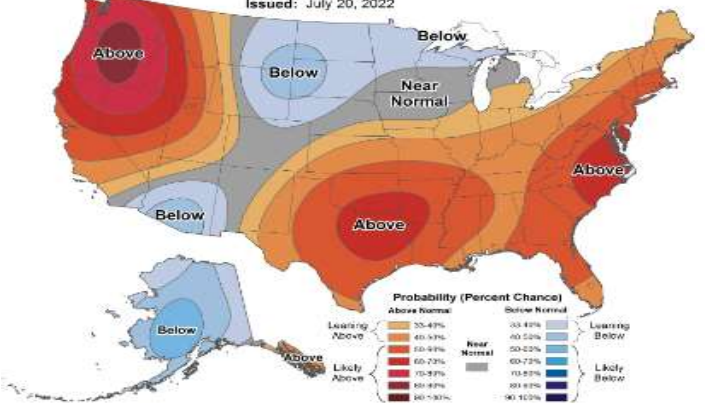 Issued: July 20, 2022
Above
Below
Below
Near
Normal
Below
Above
Above
Below
Above
Probability (Percent Chance)
Above Normal
Below Normal
Leaning
Above
Likely
Above
33-40%
40-50%
50-60%
60-70%
70-80%
80-90%
90-100%
Near
Normal
33-40%
40-50%
50-60%
60-70%
70-80%
80-90%
90-100%
Leaning
Below
Likely
Below